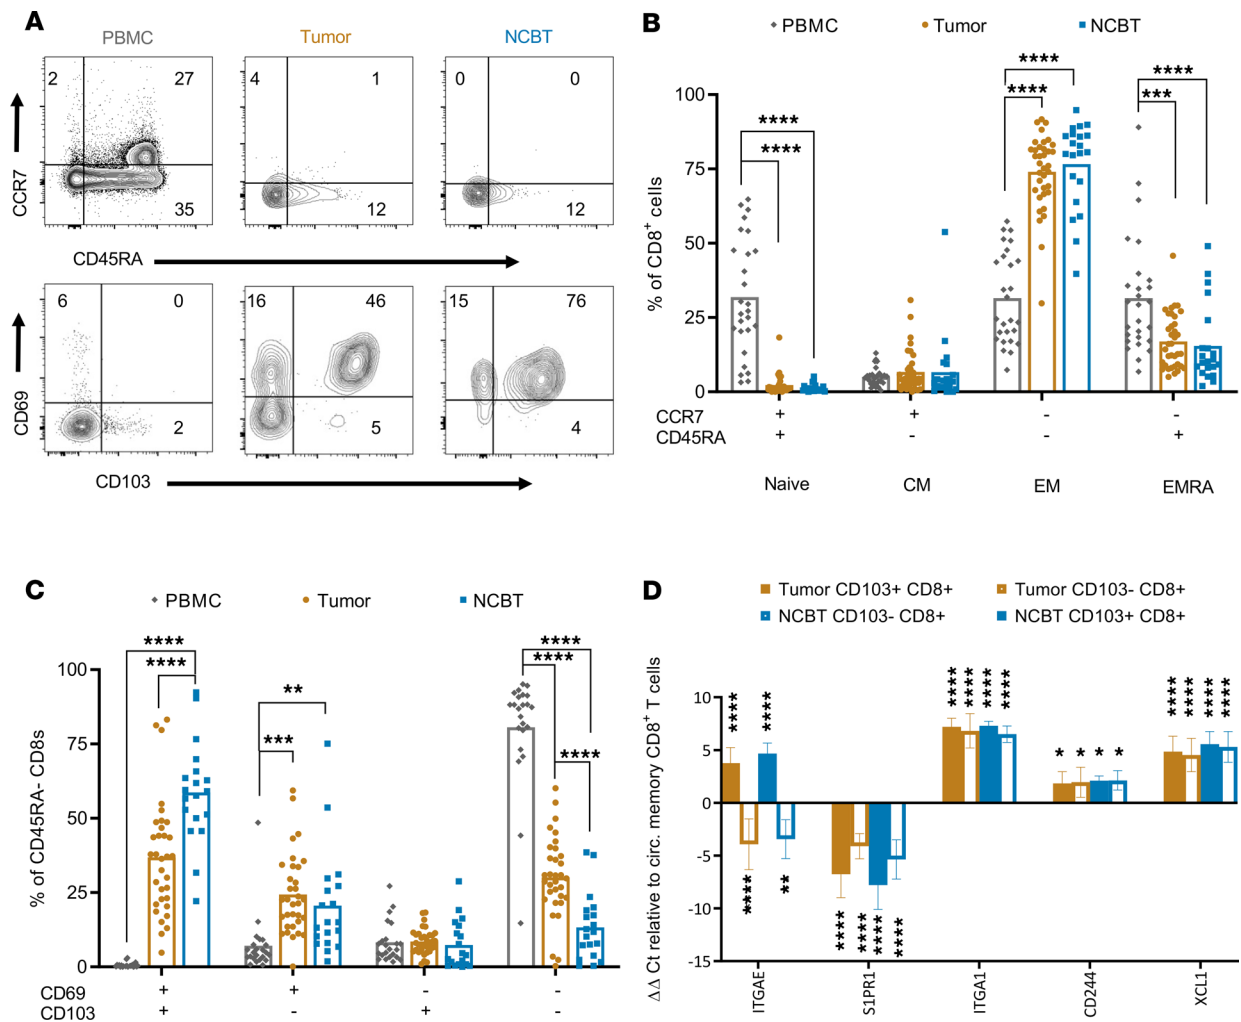 A
PBMC
Tumor
NCBT
2
27
35
4
1
12
0
0
12
CCR7
CD45RA
6
0
2
16
46
5
15
76
4
CD69
CD103
B
PBMC
Tumor
NCBT
% of CD8+ cells
100
75
50
25
0
****
****
****
****
****
***
CCR7 + + - -
CD45RA + - - +
Naive
CM
EM
EMRA
C
PBMC
Tumor
NCBT
% of CD45RA- CD8s
100
75
50
25
0
****
****
**
***
****
****
****
CD69 + + - -
CD103 + - + -
D
Tumor CD103+ CD8+
Tumor CD103- CD8+
NCBT CD103- CD8+
NCBT CD103+ CD8+
ΔΔ Ct relative to circ. memory CD8+ T cells
10
5
0
-5
-10
-15
****
****
****
**
****
****
****
****
****
****
****
****
*
*
*
*
****
****
****
****
ITGAE
S1PR1
ITGA1
CD244
XCL1